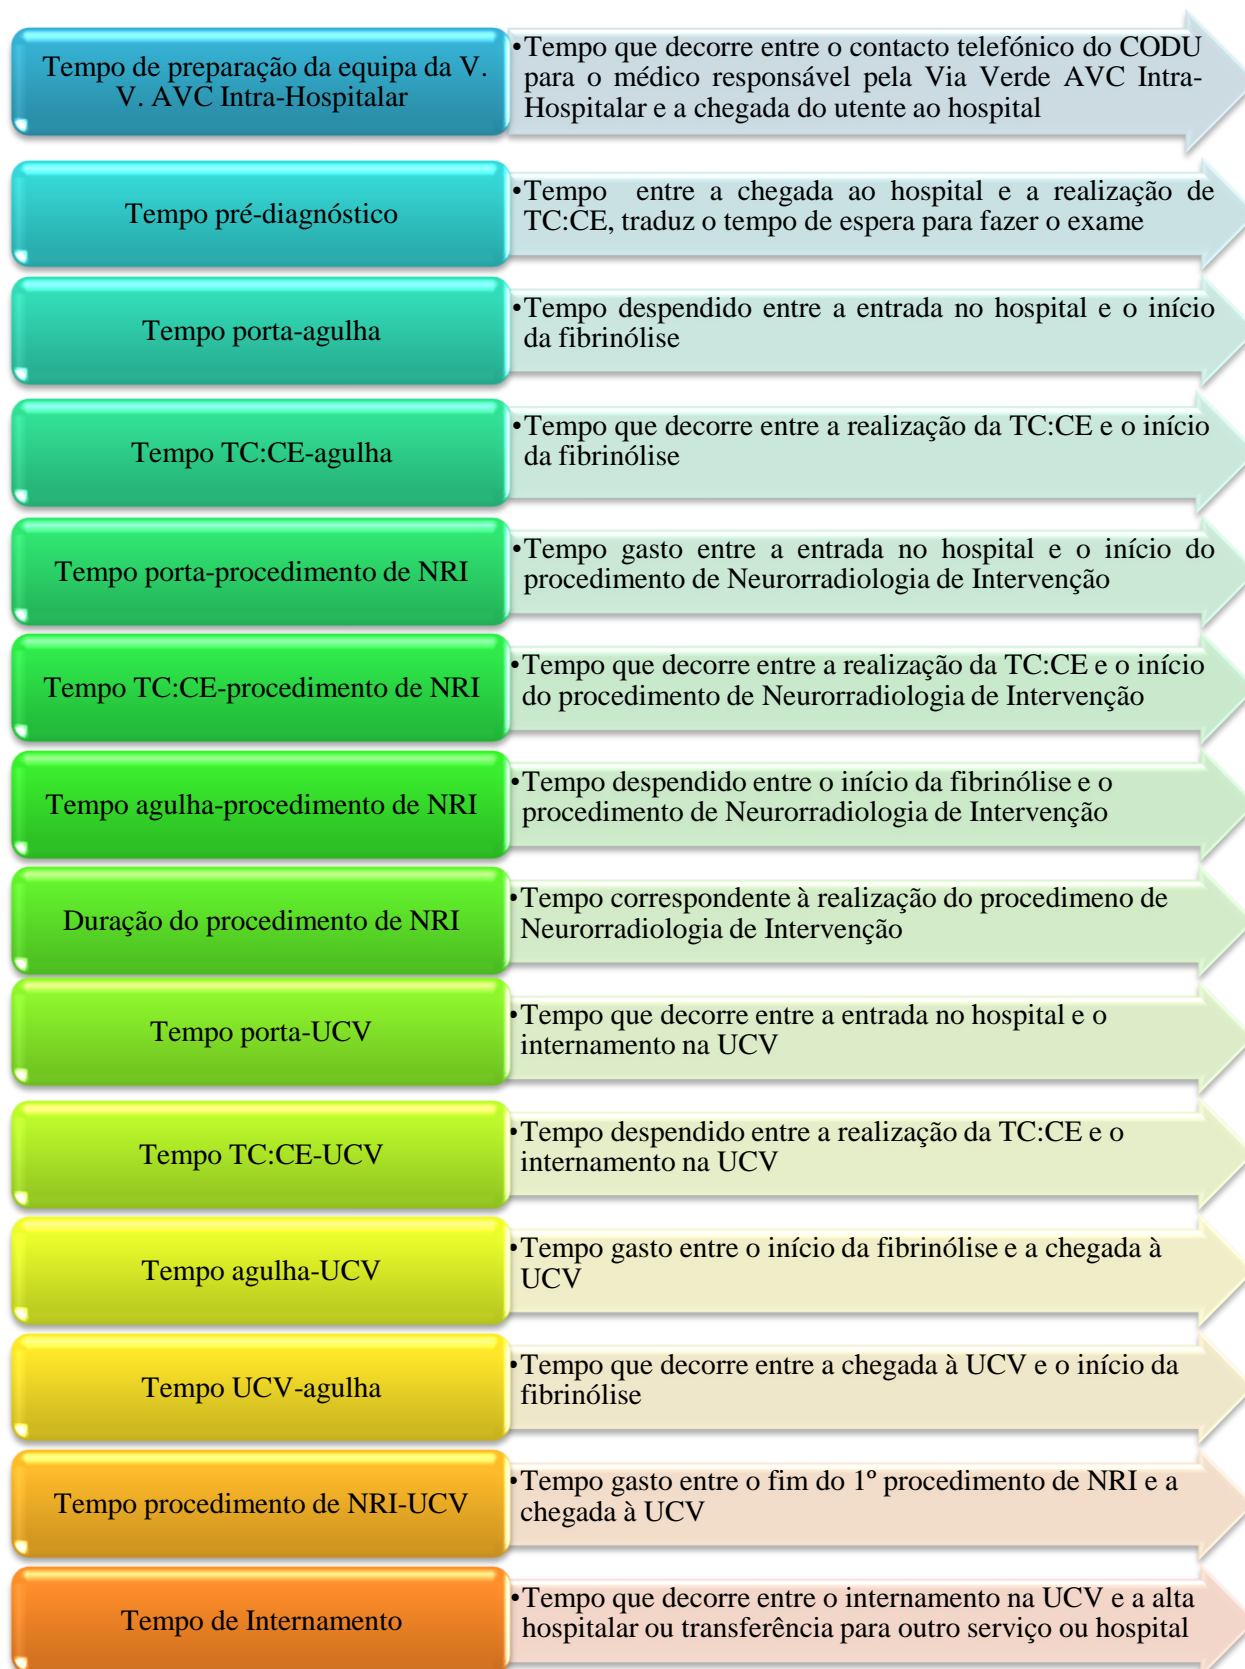 Tempo de preparação da equipa da V.
V. AVC Intra-Hospitalar
•Tempo que decorre entre o contacto telefónico do CODU
para o médico responsável pela Via Verde AVC Intra-
Hospitalar e a chegada do utente ao hospital
Tempo pré-diagnóstico
•Tempo entre a chegada ao hospital e a realização de
TC:CE, traduz o tempo de espera para fazer o exame
Tempo porta-agulha
•Tempo despendido entre a entrada no hospital e o início
da fibrinólise
Tempo TC:CE-agulha
•Tempo que decorre entre a realização da TC:CE e o início
da fibrinólise
Tempo porta-procedimento de NRI
•Tempo gasto entre a entrada no hospital e o início do
procedimento de Neurorradiologia de Intervenção
Tempo TC:CE-procedimento de NRI
•Tempo que decorre entre a realização da TC:CE e o início
do procedimento de Neurorradiologia de Intervenção
Tempo agulha-procedimento de NRI
•Tempo despendido entre o início da fibrinólise e o
procedimento de Neurorradiologia de Intervenção
Duração do procedimento de NRI
•Tempo correspondente à realização do procedimeno de
Neurorradiologia de Intervenção
Tempo porta-UCV
•Tempo que decorre entre a entrada no hospital e o
internamento na UCV
Tempo TC:CE-UCV
•Tempo despendido entre a realização da TC:CE e o
internamento na UCV
Tempo agulha-UCV
•Tempo gasto entre o início da fibrinólise e a chegada à
UCV
Tempo UCV-agulha
•Tempo que decorre entre a chegada à UCV e o início da
fibrinólise
Tempo procedimento de NRI-UCV
•Tempo gasto entre o fim do 1º procedimento de NRI e a
chegada à UCV
Tempo de Internamento
•Tempo que decorre entre o internamento na UCV e a alta
hospitalar ou transferência para outro serviço ou hospital